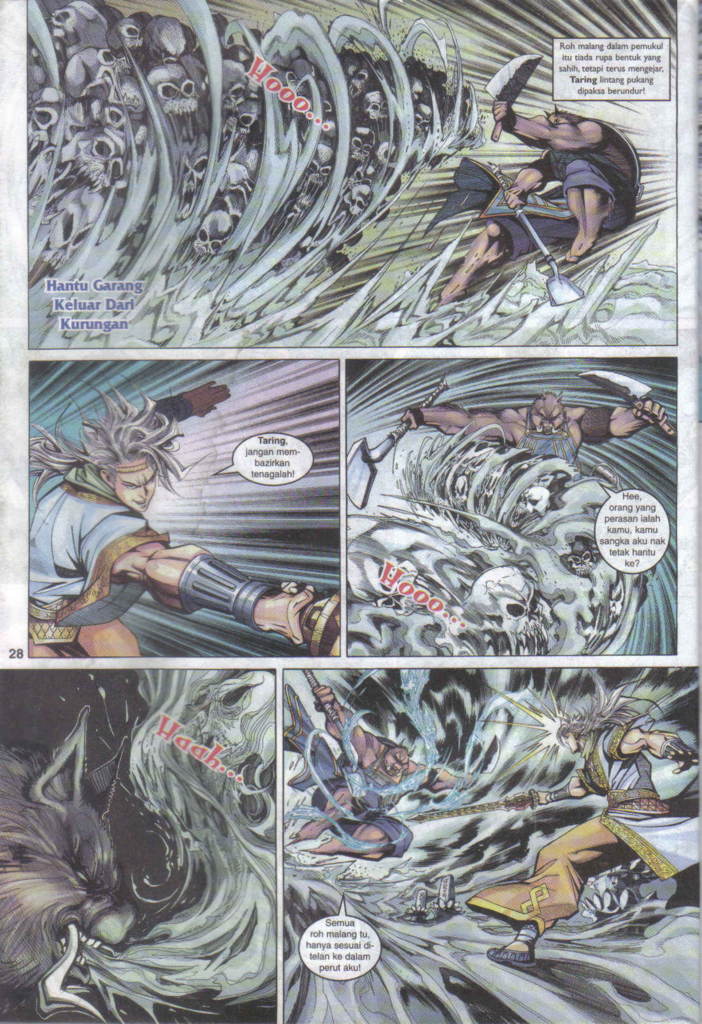 Roh malang dalam pemukul
itu tiada rupa bentuk yang
sahih, tetapi terus mengejar,
Taring lintang pukang
dipaksa berundur!
Hooo...
Hooo...
Hantu Garang
Keluar Dari
Kurungan
Taring,
jangan mem-
bazirkan
tenagalah!
Hee,
orang yang
perasan ialah
kamu, kamu
sangka aku nak
tetak hantu
ke?
Hooo...
28
Haah...
Semua
roh malang tu,
hanya sesuai di-
telan ke dalam
perut aku!